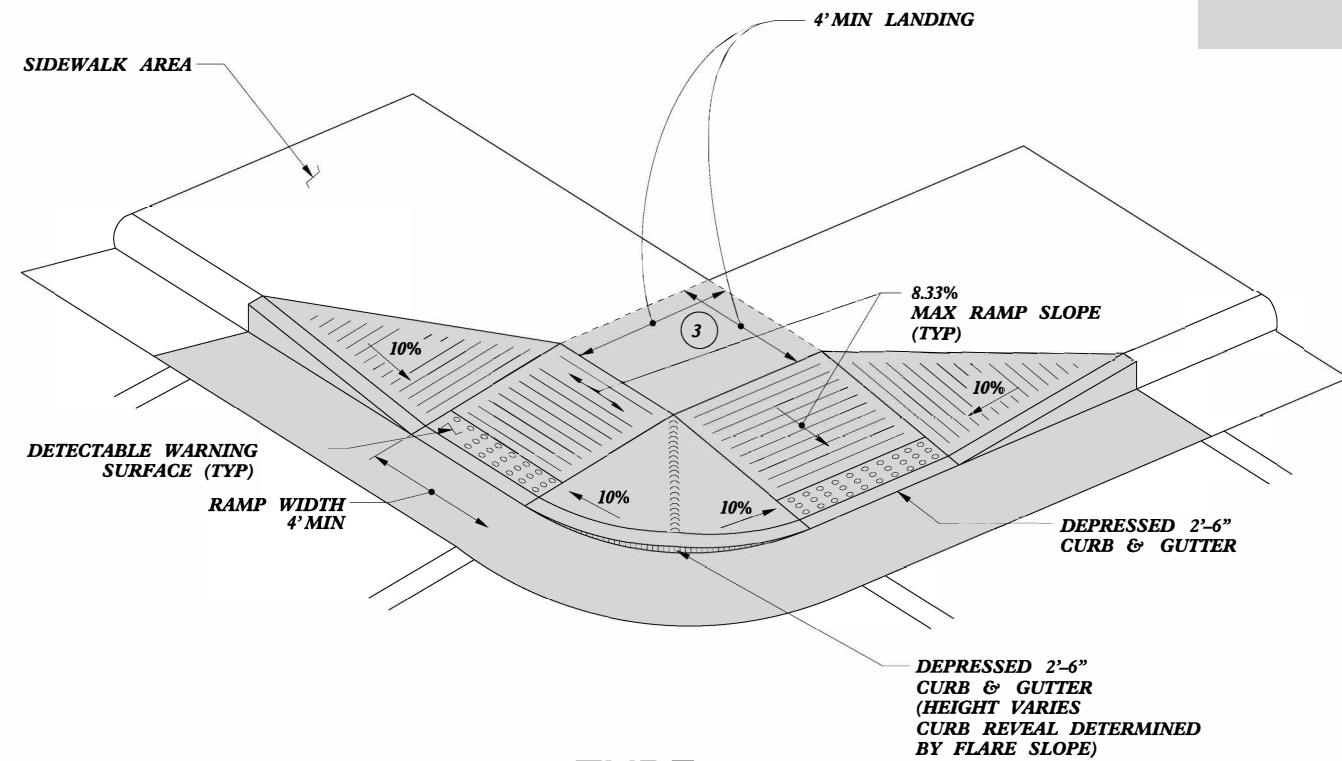 4' MIN LANDING
SIDEWALK AREA
8.33%
MAX RAMP SLOPE
(TYP)
3
10%
10%
DETECTABLE WARNING
SURFACE (TYP)
RAMP WIDTH
4' MIN
10%
10%
DEPRESSED 2'–6"
CURB & GUTTER
DEPRESSED 2'–6"
CURB & GUTTER
(HEIGHT VARIES
CURB REVEAL DETERMINED
BY FLARE SLOPE)